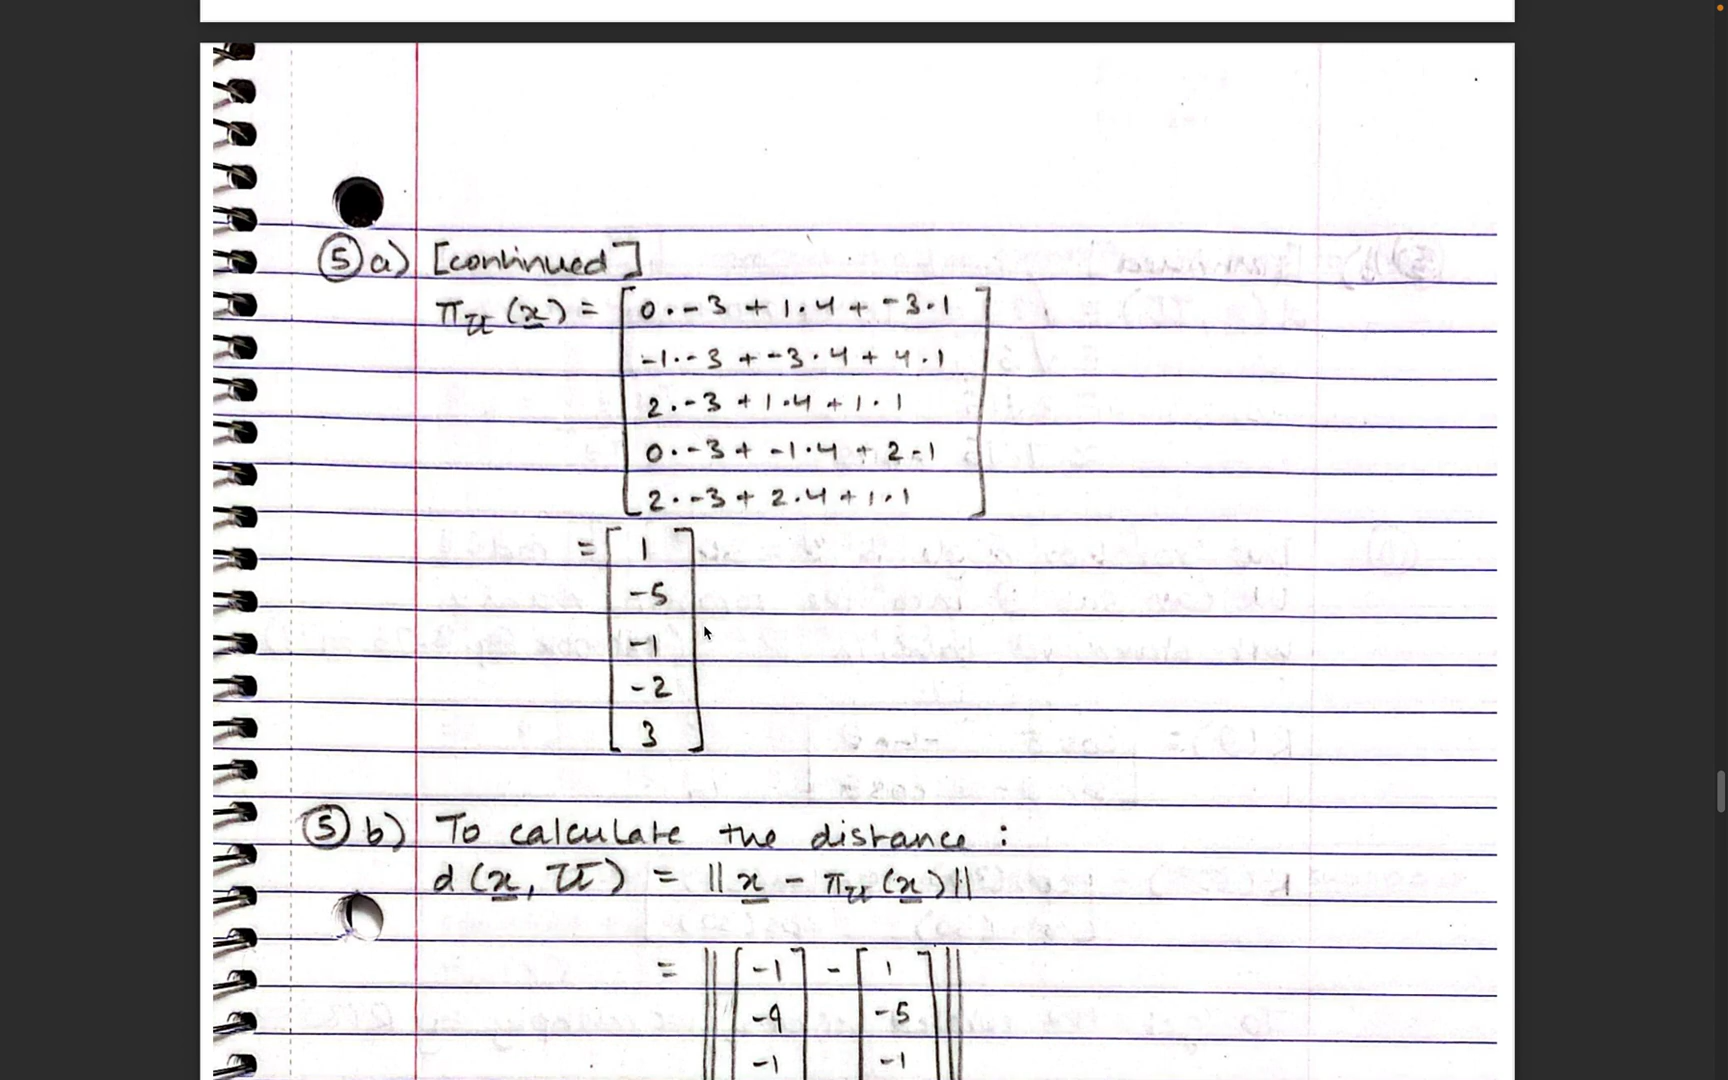 ⑤ a) [continued]
π_U (x) = [ 0·-3 + 1·4 + -3·1
-1·-3 + -3·4 + 4·1
2·-3 + 1·4 + 1·1
0·-3 + -1·4 + 2·1
2·-3 + 2·4 + 1·1 ]
= [ 1
-5
-1
-2
3 ]
⑤ b) To calculate the distance:
d(x, U) = ||x - π_U(x)||
= || [ -1 ] - [ 1 ] ||
-9 -5
-1 -1